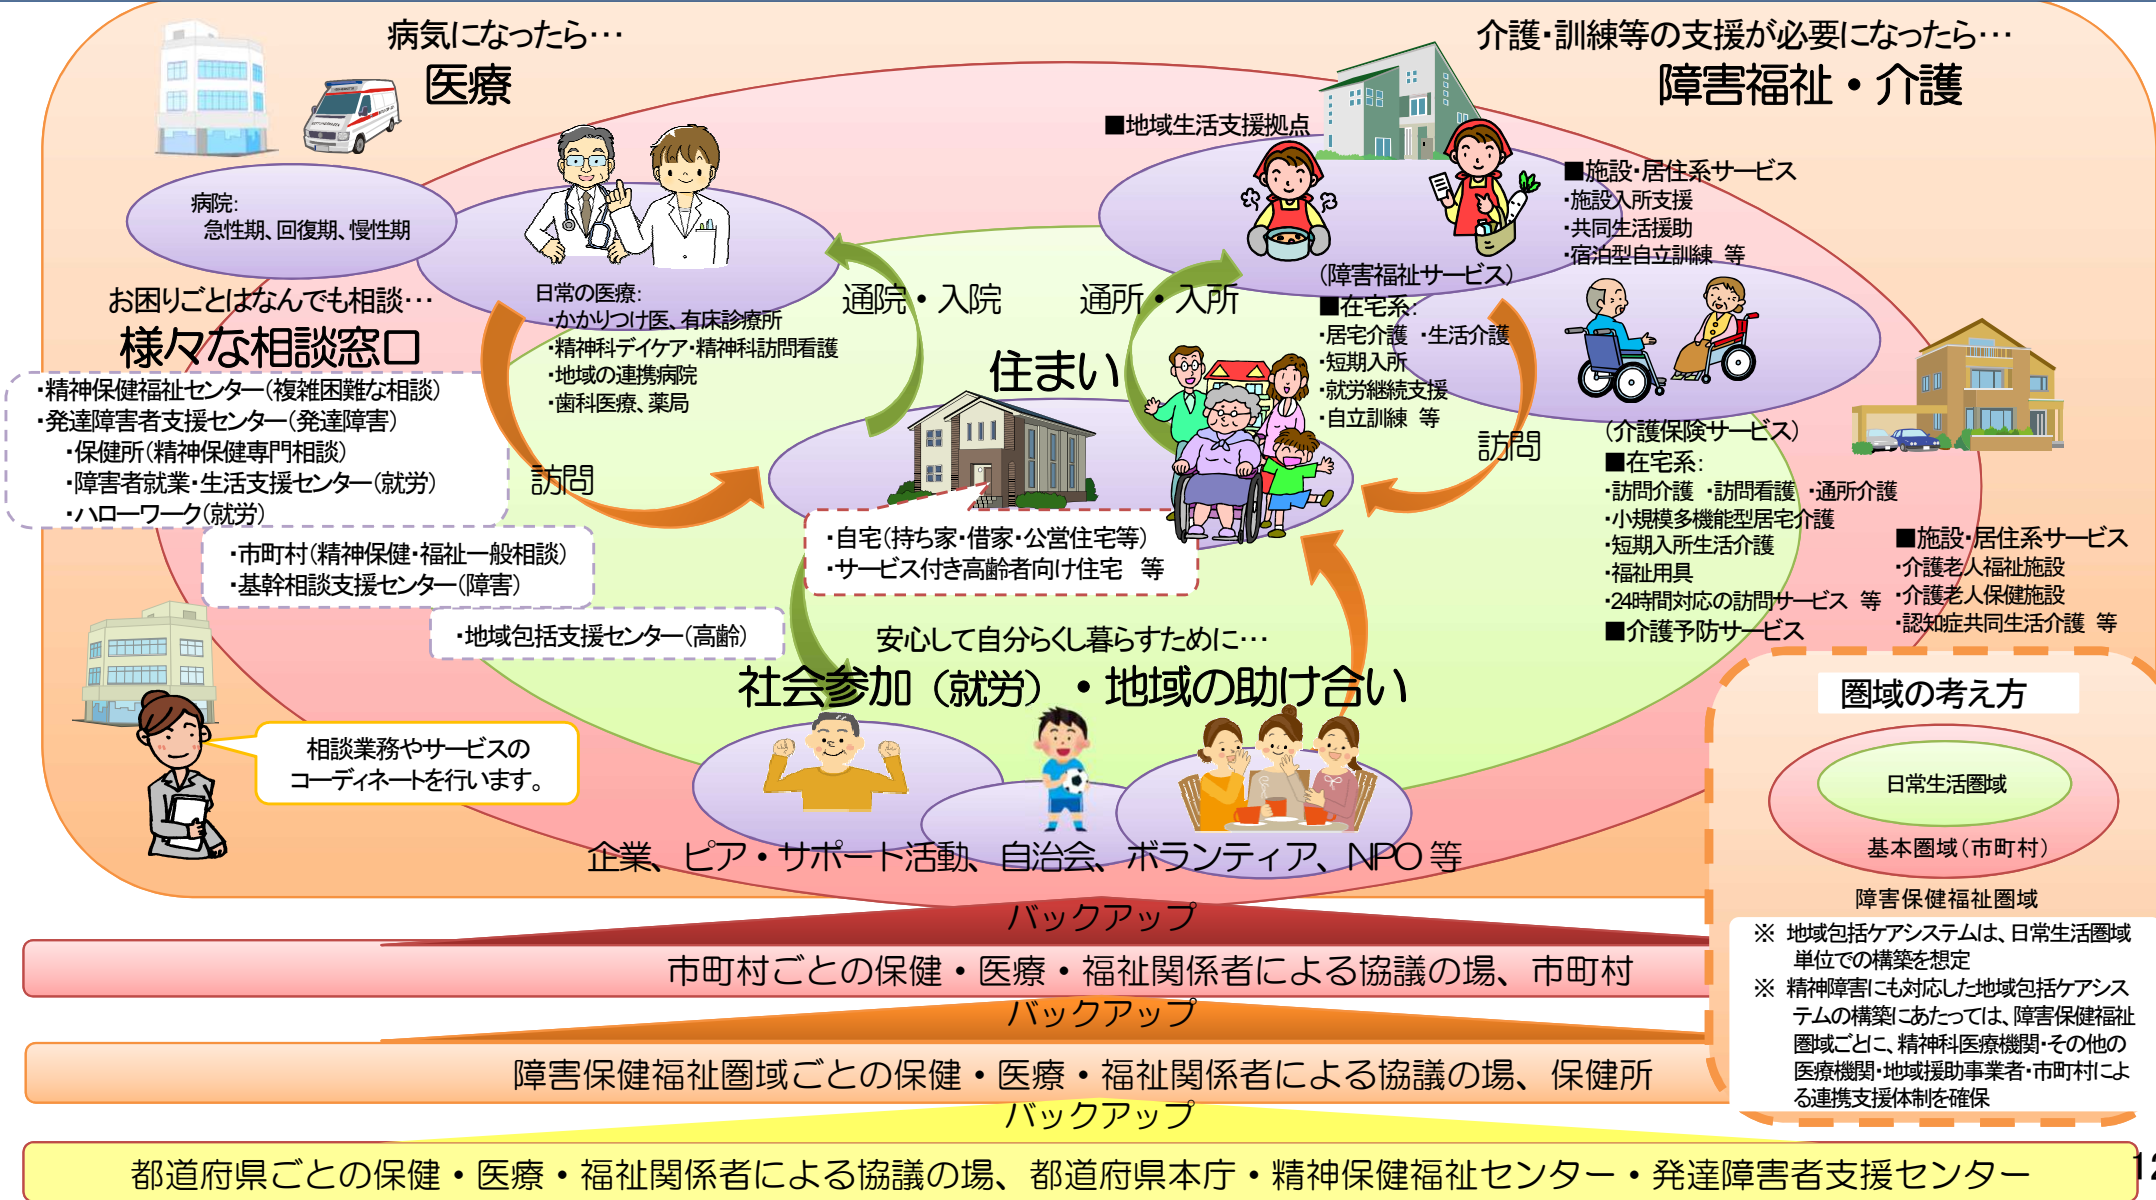 病気になったら…
医療
病院:
急性期、回復期、慢性期
日常の医療:
・かかりつけ医、有床診療所
・精神科デイケア・精神科訪問看護
・地域の連携病院
・歯科医療、薬局
お困りごとはなんでも相談…
様々な相談窓口
・精神保健福祉センター(複雑困難な相談)
・発達障害者支援センター(発達障害)
・保健所(精神保健専門相談)
・障害者就業・生活支援センター(就労)
・ハローワーク(就労)
・市町村(精神保健・福祉一般相談)
・基幹相談支援センター(障害)
・地域包括支援センター(高齢)
相談業務やサービスの
コーディネートを行います。
訪問
通院・入院
通所・入所
住まい
・自宅(持ち家・借家・公営住宅等)
・サービス付き高齢者向け住宅 等
介護・訓練等の支援が必要になったら…
障害福祉・介護
■地域生活支援拠点
■施設・居住系サービス
・施設入所支援
・共同生活援助
・宿泊型自立訓練 等
(障害福祉サービス)
■在宅系:
・居宅介護 ・生活介護
・短期入所
・就労継続支援
・自立訓練 等
訪問
(介護保険サービス)
■在宅系:
・訪問介護 ・訪問看護 ・通所介護
・小規模多機能型居宅介護
・短期入所生活介護
・福祉用具
・24時間対応の訪問サービス 等
■介護予防サービス
■施設・居住系サービス
・介護老人福祉施設
・介護老人保健施設
・認知症共同生活介護 等
安心して自分らくし暮らすために…
社会参加(就労)・地域の助け合い
企業、ピア・サポート活動、自治会、ボランティア、NPO等
圏域の考え方
日常生活圏域
基本圏域(市町村)
障害保健福祉圏域
※ 地域包括ケアシステムは、日常生活圏域
単位での構築を想定
※ 精神障害にも対応した地域包括ケアシス
テムの構築にあたっては、障害保健福祉
圏域ごとに、精神科医療機関・その他の
医療機関・地域援助事業者・市町村によ
る連携支援体制を確保
バックアップ
市町村ごとの保健・医療・福祉関係者による協議の場、市町村
バックアップ
障害保健福祉圏域ごとの保健・医療・福祉関係者による協議の場、保健所
バックアップ
都道府県ごとの保健・医療・福祉関係者による協議の場、都道府県本庁・精神保健福祉センター・発達障害者支援センター